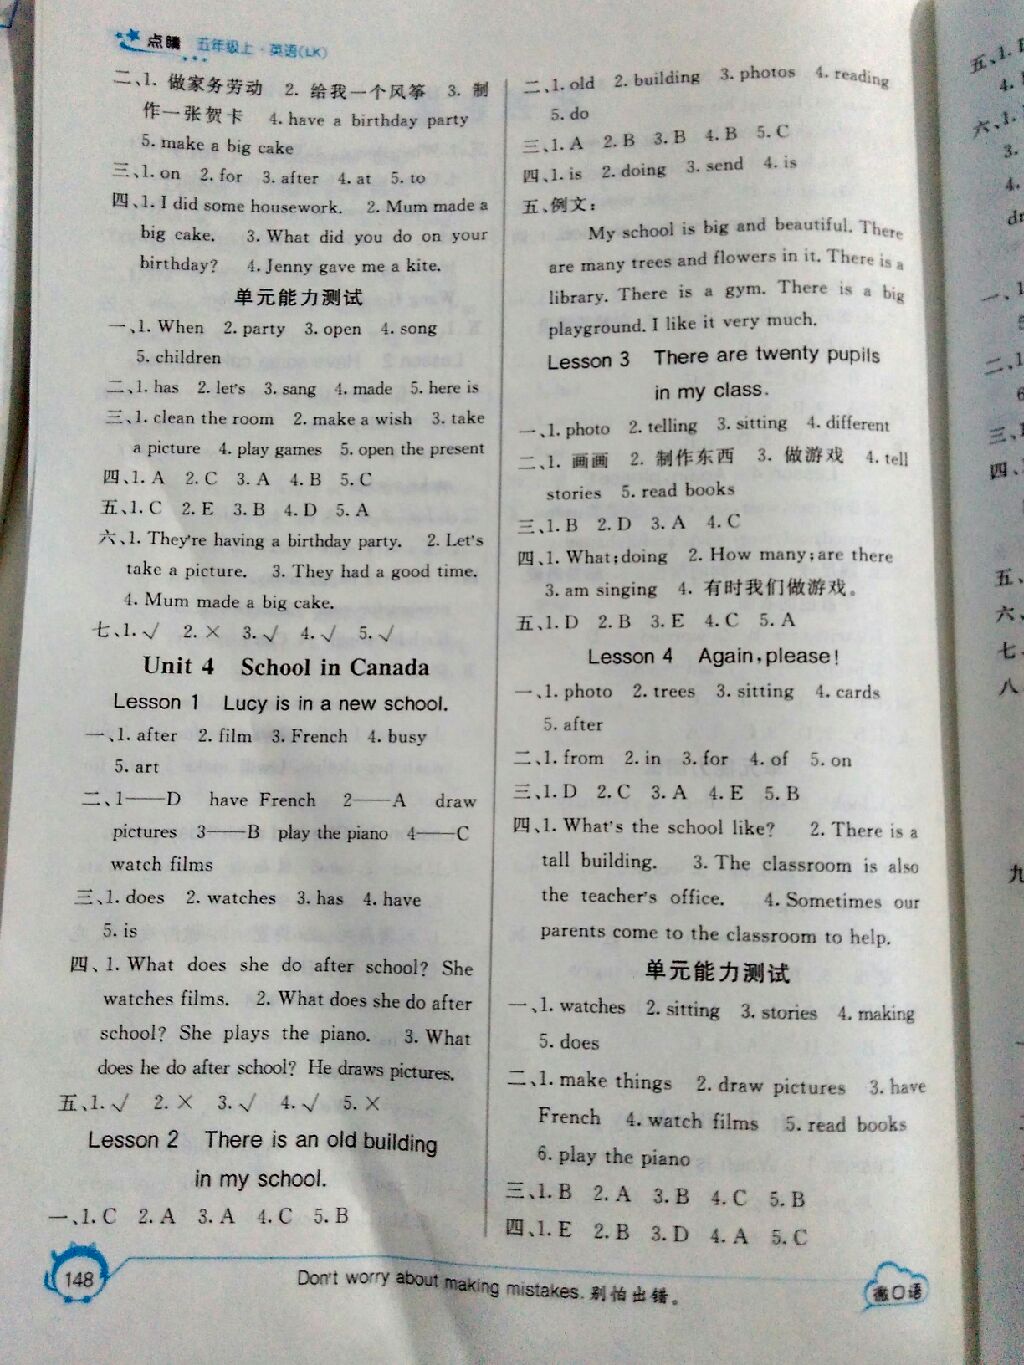 点睛 五年级上·英语(LK)
二、1. 做家务劳动 2. 给我一个风筝 3. 制
作一张贺卡 4. have a birthday party
5. make a big cake
三、1. on 2. for 3. after 4. at 5. to
四、1. I did some housework. 2. Mum made a
big cake. 3. What did you do on your
birthday? 4. Jenny gave me a kite.
单元能力测试
一、1. When 2. party 3. open 4. song
5. children
二、1. has 2. let's 3. sang 4. made 5. here is
三、1. clean the room 2. make a wish 3. take
a picture 4. play games 5. open the present
四、1. A 2. C 3. A 4. B 5. C
五、1. C 2. E 3. B 4. D 5. A
六、1. They're having a birthday party. 2. Let's
take a picture. 3. They had a good time.
4. Mum made a big cake.
七、1. √ 2. × 3. √ 4. √ 5. √
Unit 4 School in Canada
Lesson 1 Lucy is in a new school.
一、1. after 2. film 3. French 4. busy
5. art
二、1——D have French 2——A draw
pictures 3——B play the piano 4——C
watch films
三、1. does 2. watches 3. has 4. have
5. is
四、1. What does she do after school? She
watches films. 2. What does she do after
school? She plays the piano. 3. What
does he do after school? He draws pictures.
五、1. √ 2. × 3. √ 4. √ 5. ×
Lesson 2 There is an old building
in my school.
一、1. C 2. A 3. A 4. C 5. B
148
二、1. old 2. building 3. photos 4. reading
5. do
三、1. A 2. B 3. B 4. B 5. C
四、1. is 2. doing 3. send 4. is
五、例文：
My school is big and beautiful. There
are many trees and flowers in it. There is a
library. There is a gym. There is a big
playground. I like it very much.
Lesson 3 There are twenty pupils
in my class.
一、1. photo 2. telling 3. sitting 4. different
二、1. 画画 2. 制作东西 3. 做游戏 4. tell
stories 5. read books
三、1. B 2. D 3. A 4. C
四、1. What;doing 2. How many;are there
3. am singing 4. 有时我们做游戏。
五、1. D 2. B 3. E 4. C 5. A
Lesson 4 Again,please!
一、1. photo 2. trees 3. sitting 4. cards
5. after
二、1. from 2. in 3. for 4. of 5. on
三、1. D 2. C 3. A 4. E 5. B
四、1. What's the school like? 2. There is a
tall building. 3. The classroom is also
the teacher's office. 4. Sometimes our
parents come to the classroom to help.
单元能力测试
一、1. watches 2. sitting 3. stories 4. making
5. does
二、1. make things 2. draw pictures 3. have
French 4. watch films 5. read books
6. play the piano
三、1. B 2. A 3. B 4. C 5. B
四、1. E 2. B 3. D 4. A 5. C
Don't worry about making mistakes. 别怕出错。
口语
五、1.
4.
六、1.
3.
4.
一、1
二、1
6
三、
四、
五、
六、
七
八
九